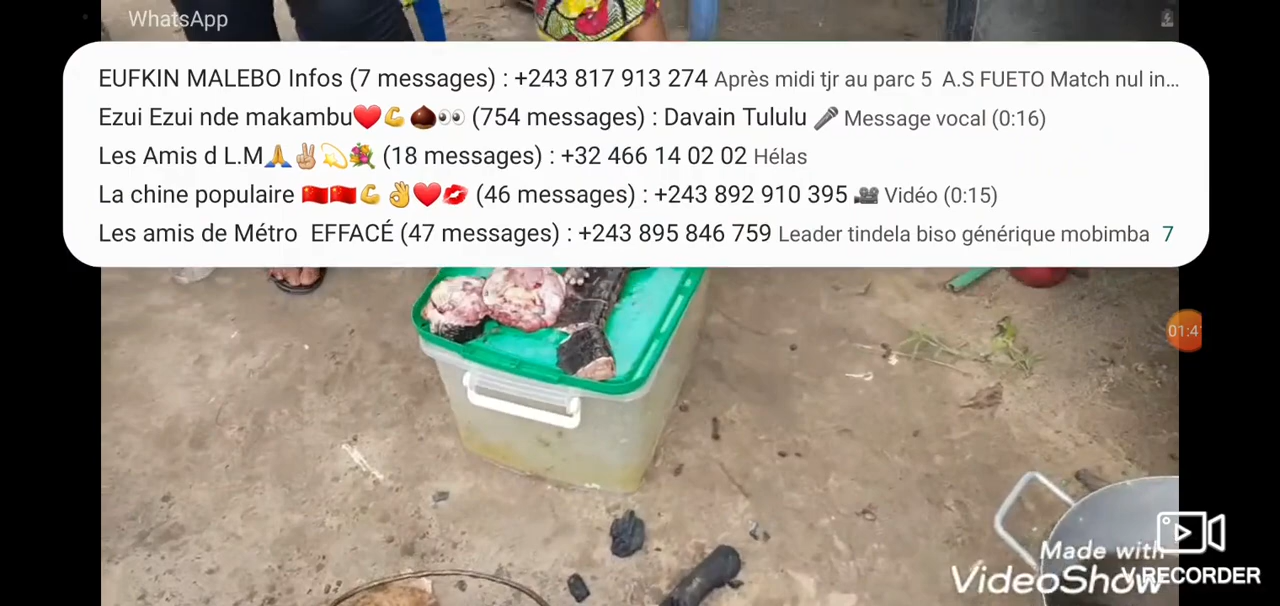 WhatsApp
EUFKIN MALEBO Infos (7 messages) : +243 817 913 274 Après midi tjr au parc 5 A.S FUETO Match nul in...
Ezui Ezui nde makambu❤️💪🌰👀 (754 messages) : Davain Tululu 🎤 Message vocal (0:16)
Les Amis d L.M🙏✌🏼💫💐 (18 messages) : +32 466 14 02 02 Hélas
La chine populaire 🇨🇳🇨🇳💪👌❤️💋 (46 messages) : +243 892 910 395 🎥 Vidéo (0:15)
Les amis de Métro EFFACÉ (47 messages) : +243 895 846 759 Leader tindela biso générique mobimba 7
01:4
Made with
VideoShow
V RECORDER